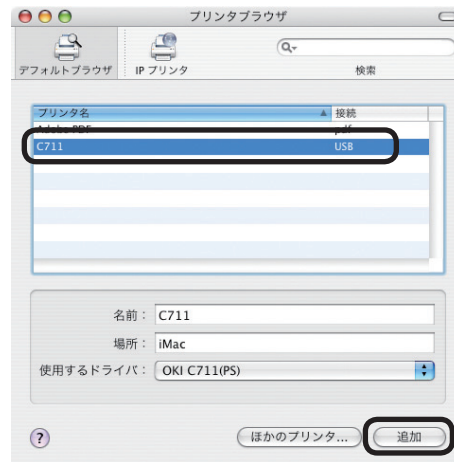 プリンタブラウザ
デフォルトブラウザ IP プリンタ 検索
プリンタ名 接続
Adobe PDF pdf
C711 USB
名前： C711
場所： iMac
使用するドライバ： OKI C711(PS)
? ほかのプリンタ... 追加